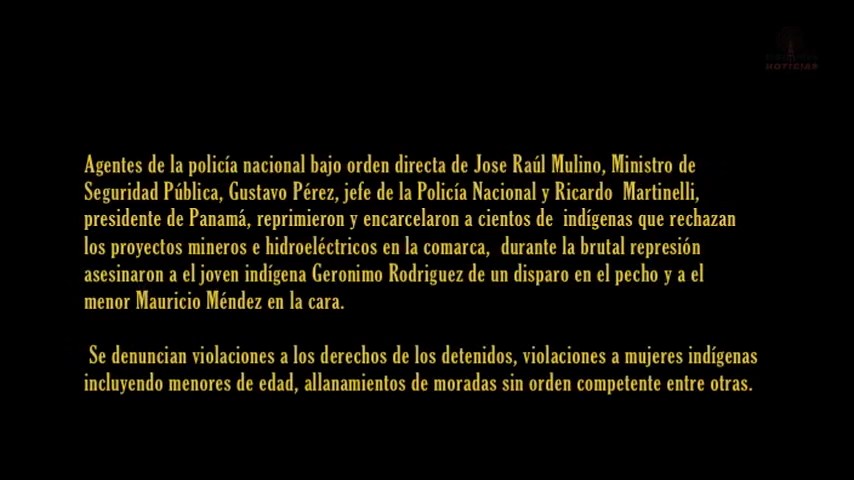 NOTICIAS
Agentes de la policía nacional bajo orden directa de Jose Raúl Mulino, Ministro de
Seguridad Pública, Gustavo Pérez, jefe de la Policía Nacional y Ricardo Martinelli,
presidente de Panamá, reprimieron y encarcelaron a cientos de indígenas que rechazan
los proyectos mineros e hidroeléctricos en la comarca, durante la brutal represión
asesinaron a el joven indígena Geronimo Rodriguez de un disparo en el pecho y a el
menor Mauricio Méndez en la cara.
Se denuncian violaciones a los derechos de los detenidos, violaciones a mujeres indígenas
incluyendo menores de edad, allanamientos de moradas sin orden competente entre otras.